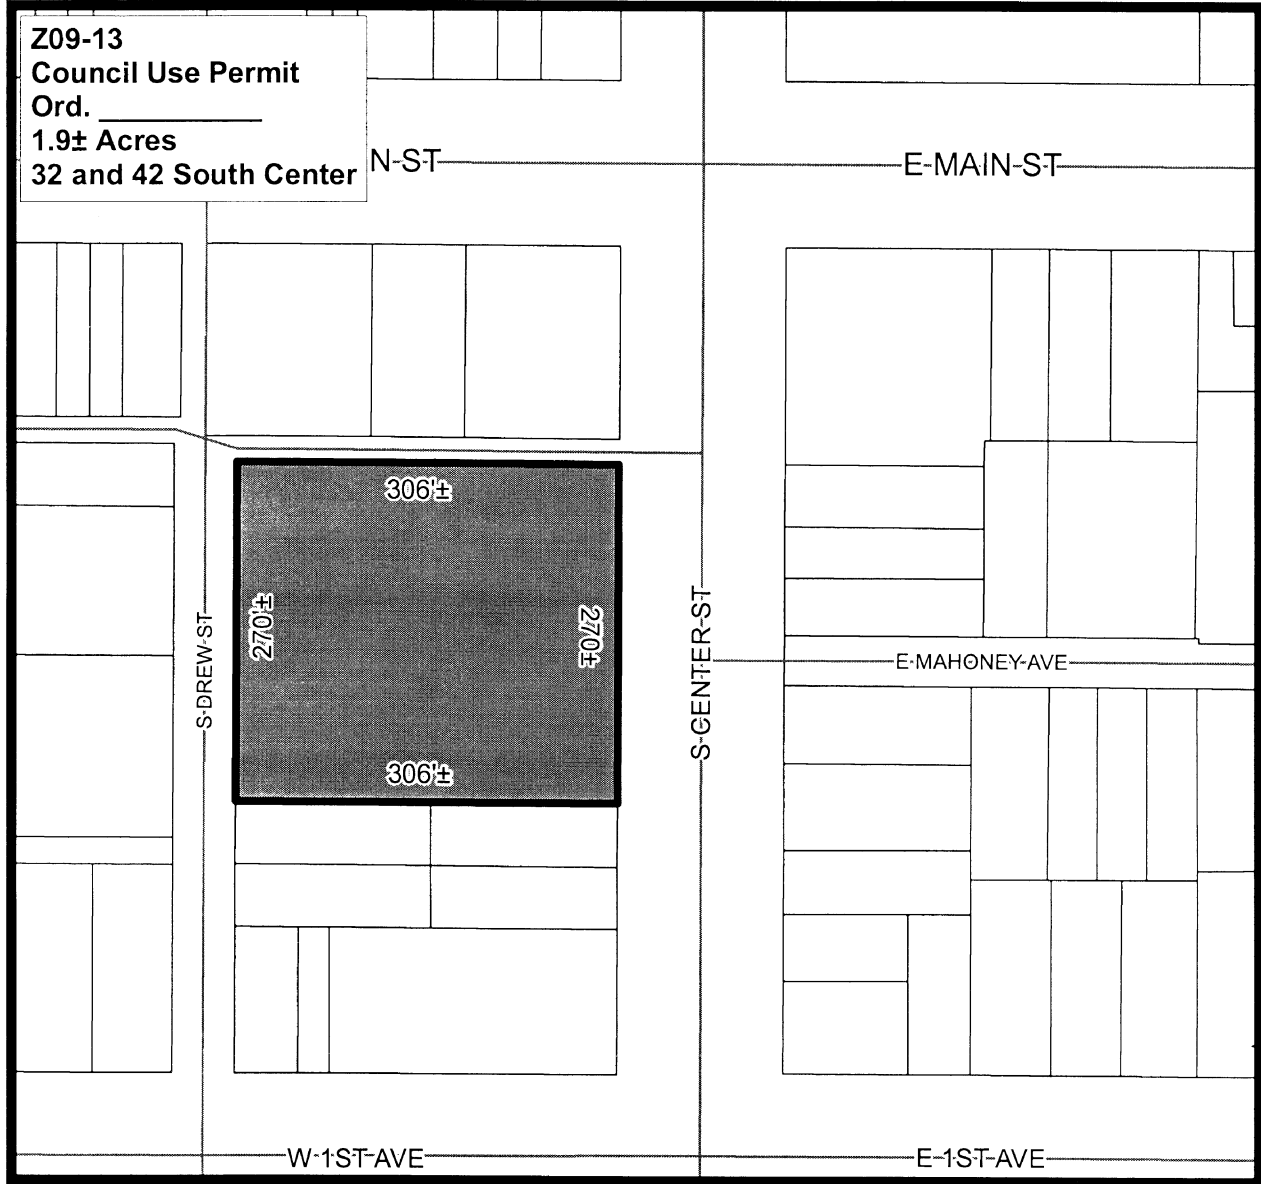 Z09-13
Council Use Permit
Ord. ___________
1.9± Acres
32 and 42 South Center
N ST
E MAIN ST
306'±
270'±
270±
306'±
S DREW ST
S CENTER ST
E MAHONEY AVE
W 1ST AVE
E 1ST AVE